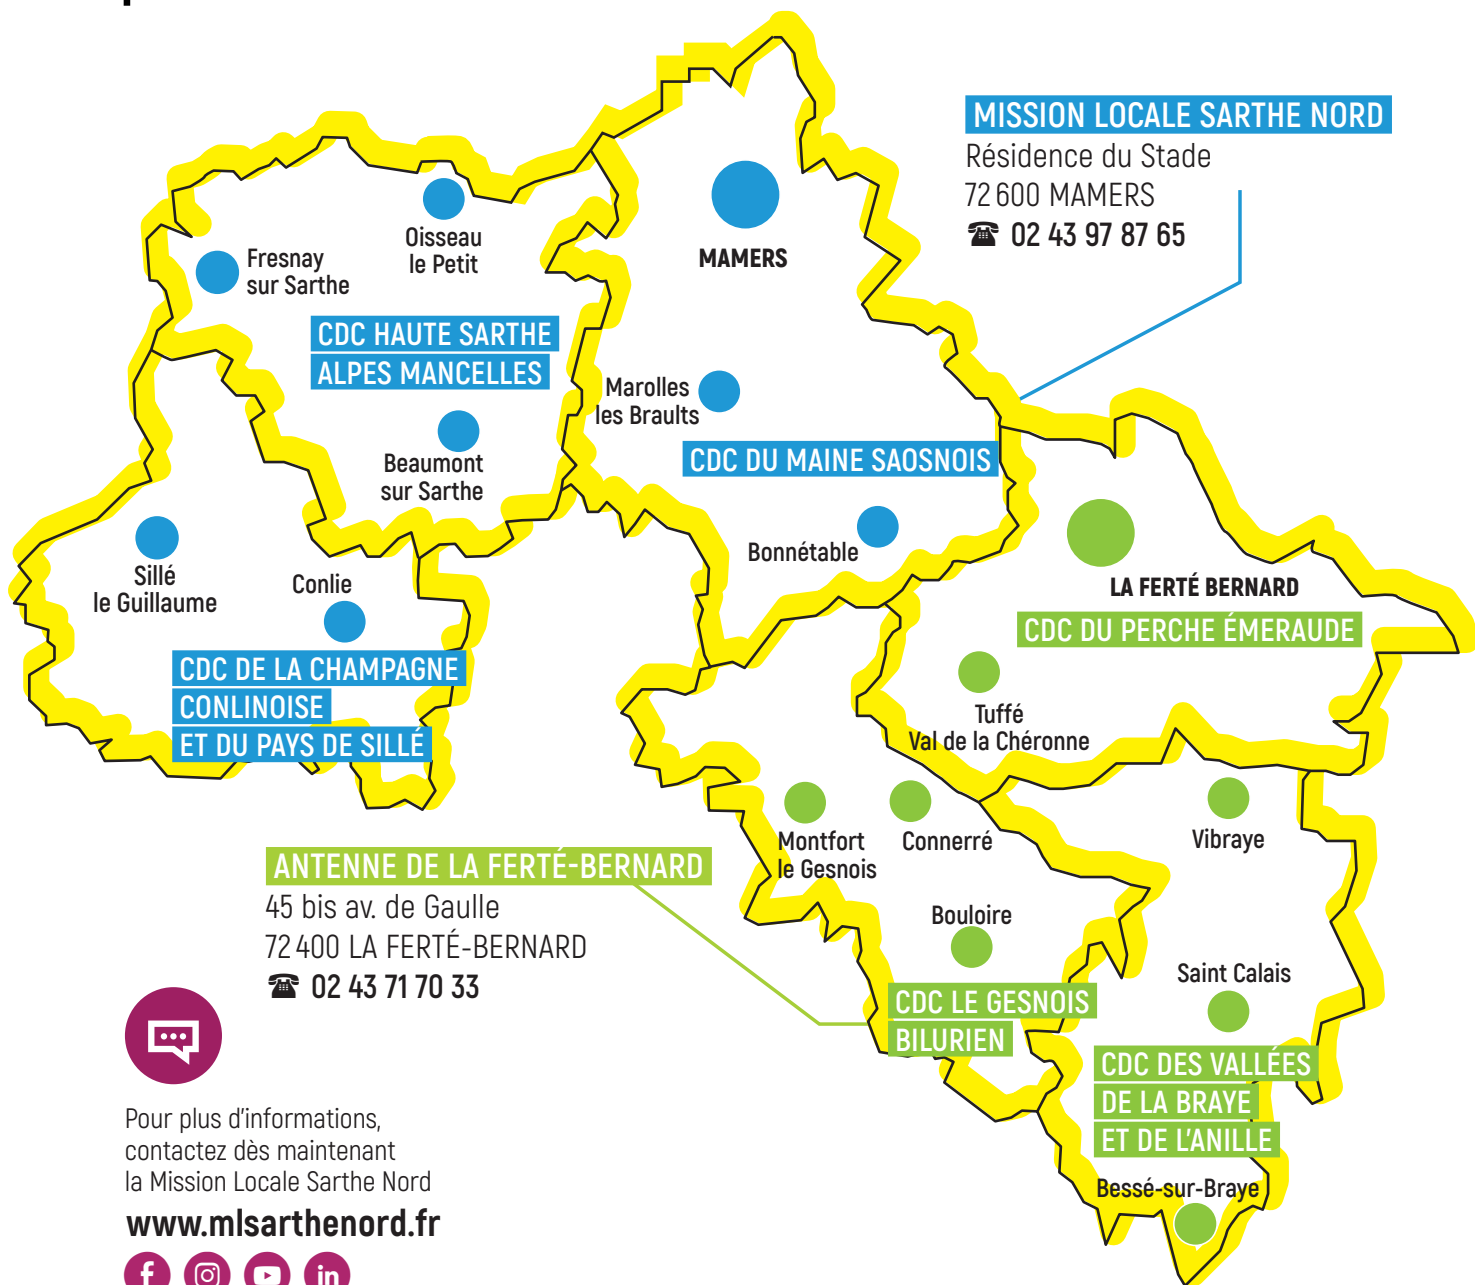 MISSION LOCALE SARTHE NORD
Résidence du Stade
72 600 MAMERS
☎ 02 43 97 87 65
Oisseau
le Petit
Fresnay
sur Sarthe
MAMERS
CDC HAUTE SARTHE
ALPES MANCELLES
Marolles
les Braults
Beaumont
sur Sarthe
CDC DU MAINE SAOSNOIS
Bonnétable
Sillé
le Guillaume
Conlie
LA FERTÉ BERNARD
CDC DU PERCHE ÉMERAUDE
CDC DE LA CHAMPAGNE
CONLINOISE
ET DU PAYS DE SILLÉ
Tuffé
Val de la Chéronne
Montfort
le Gesnois
Connerré
Vibraye
ANTENNE DE LA FERTÉ-BERNARD
45 bis av. de Gaulle
72 400 LA FERTÉ-BERNARD
☎ 02 43 71 70 33
Bouloire
Saint Calais
CDC LE GESNOIS
BILURIEN
CDC DES VALLÉES
DE LA BRAYE
ET DE L'ANILLE
Bessé-sur-Braye
Pour plus d'informations,
contactez dès maintenant
la Mission Locale Sarthe Nord
www.mlsarthenord.fr
f
in